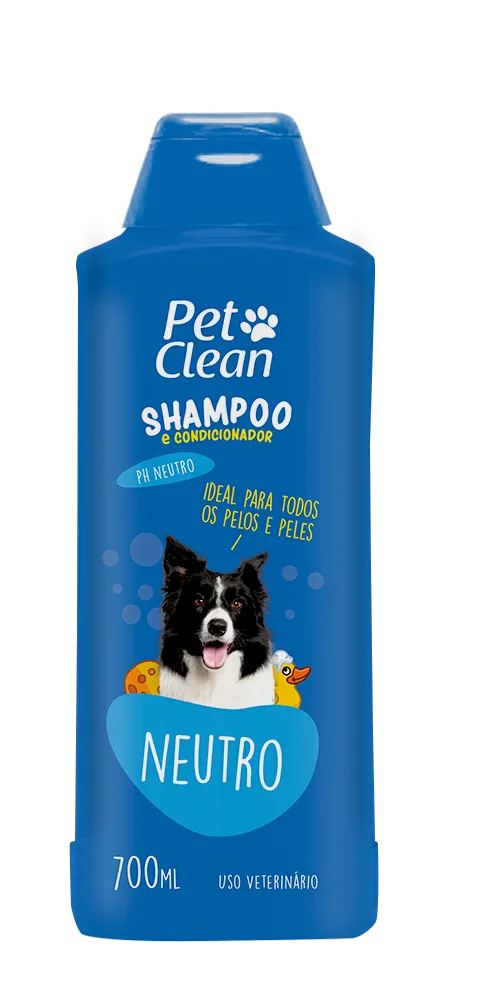 Pet
Clean
SHAMPOO
e CONDICIONADOR
PH NEUTRO
IDEAL PARA TODOS
OS PELOS E PELES
NEUTRO
700ML
USO VETERINÁRIO